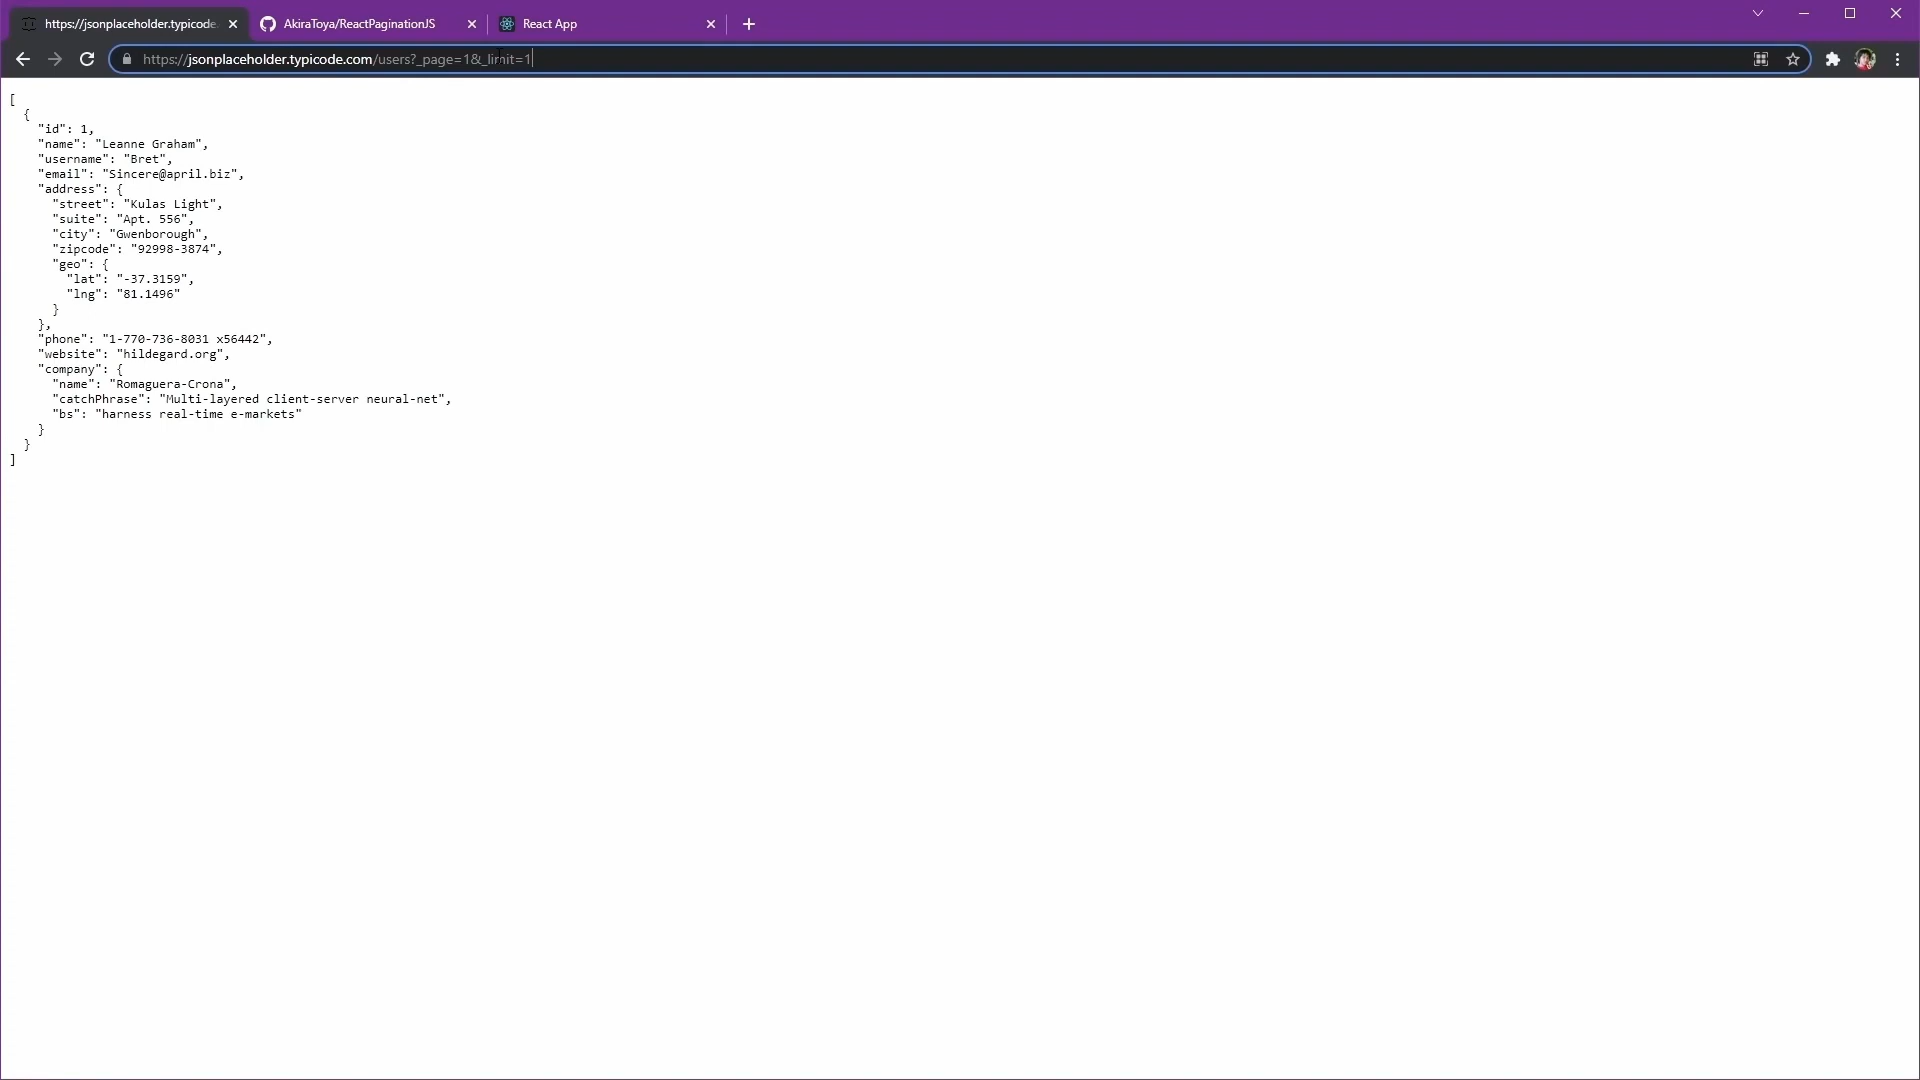 https://jsonplaceholder.typicode.
AkiraToya/ReactPaginationJS
React App
https://jsonplaceholder.typicode.com/users?_page=1&_limit=1
[
  {
    "id": 1,
    "name": "Leanne Graham",
    "username": "Bret",
    "email": "Sincere@april.biz",
    "address": {
      "street": "Kulas Light",
      "suite": "Apt. 556",
      "city": "Gwenborough",
      "zipcode": "92998-3874",
      "geo": {
        "lat": "-37.3159",
        "lng": "81.1496"
      }
    },
    "phone": "1-770-736-8031 x56442",
    "website": "hildegard.org",
    "company": {
      "name": "Romaguera-Crona",
      "catchPhrase": "Multi-layered client-server neural-net",
      "bs": "harness real-time e-markets"
    }
  }
]